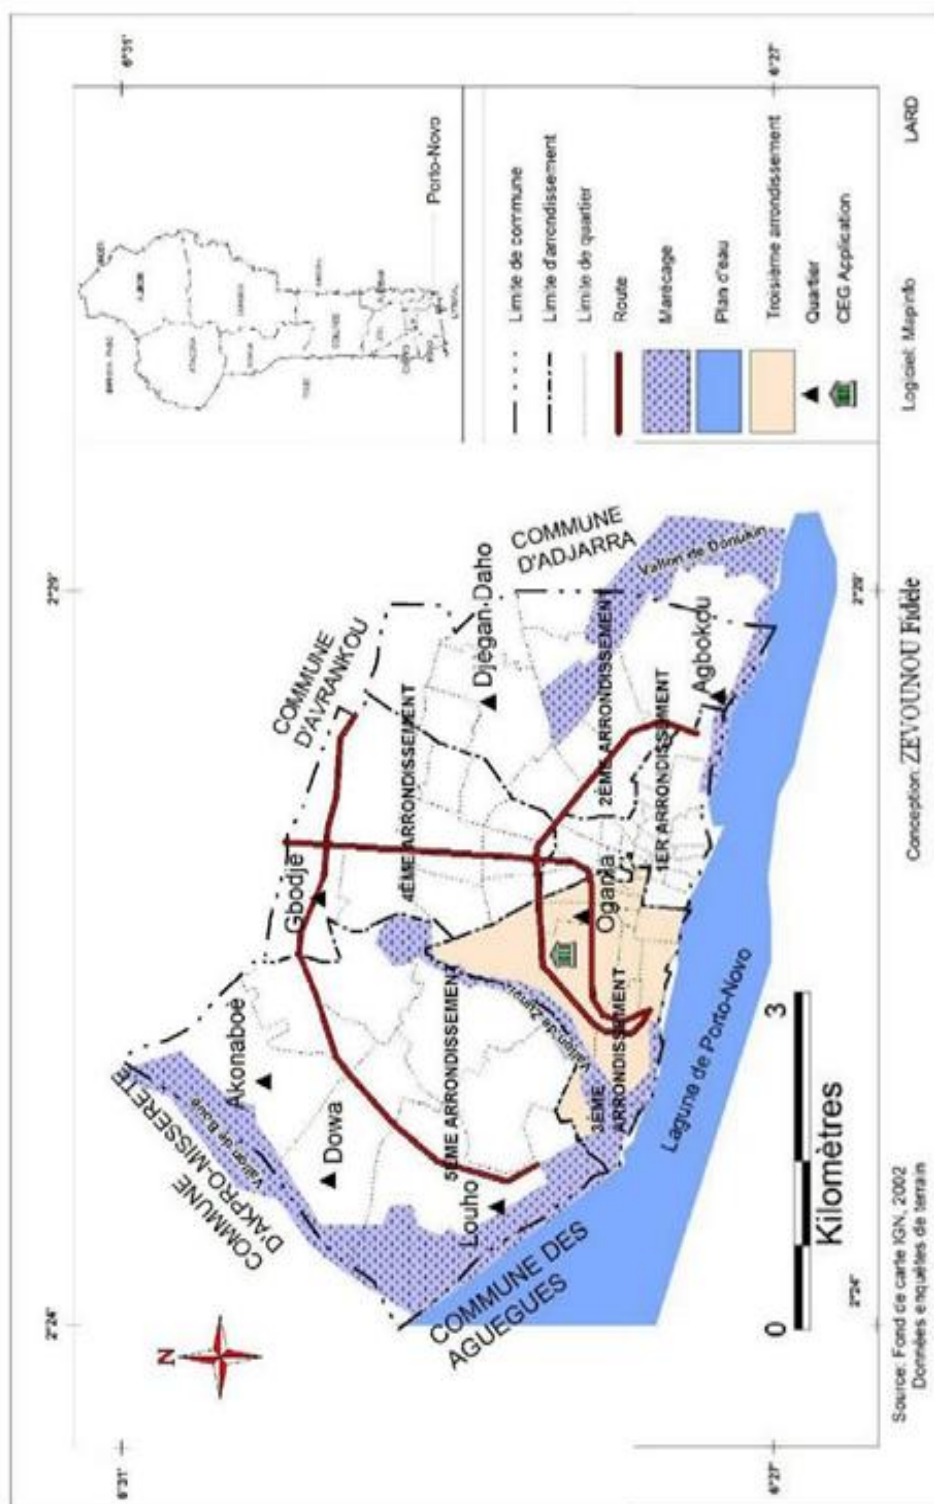 2°24'
2°29'
6°31'
6°31'
N
COMMUNE
D'AVRANKOU
Gbodjè
Akonaboè
COMMUNE
D'AKPRO-MISSERETE
Dowa
4ÈME ARRONDISSEMENT
Djègan Daho
COMMUNE
D'ADJARRA
5ÈME ARRONDISSEMENT
Louho
Ogania
2ÈME ARRONDISSEMENT
Vallon de Donukin
3ÈME
ARRONDISSEMENT
1ER ARRONDISSEMENT
Agbokou
COMMUNE DES
AGUEGUES
Lagune de Porto-Novo
0
3
Kilomètres
6°27'
6°27'
2°24'
2°29'
ATACORA
COLLINES
Porto-Novo
Limite de commune
Limite d'arrondissement
Limite de quartier
Route
Marécage
Plan d'eau
Troisième arrondissement
Quartier
CEG Application
Source: Fond de carte IGN, 2002
Données enquêtes de terrain
Conception: ZEVOUNOU Fidèle
Logiciel: Mapinfo
LARD